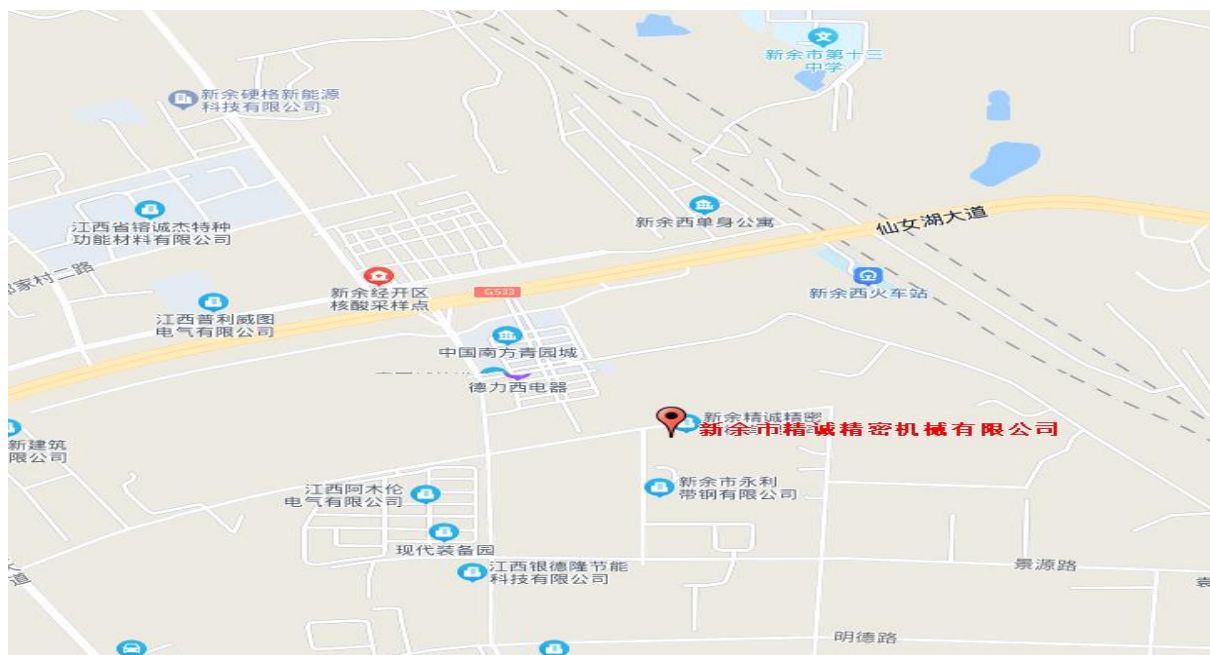 新余市第十三
中学
新余硬格新能源
科技有限公司
江西省锴诚杰特种
功能材料有限公司
新余西单身公寓
仙女湖大道
家村二路
新余经开区
核酸采样点
G533
新余西火车站
江西普利威图
电气有限公司
中国南方青园城
德力西电器
新余精诚精密
新余市精诚精密机械有限公司
新建筑
限公司
江西阿木伦
电气有限公司
新余市永利
带钢有限公司
现代装备园
江西银德隆节能
科技有限公司
景源路
道
袁
明德路